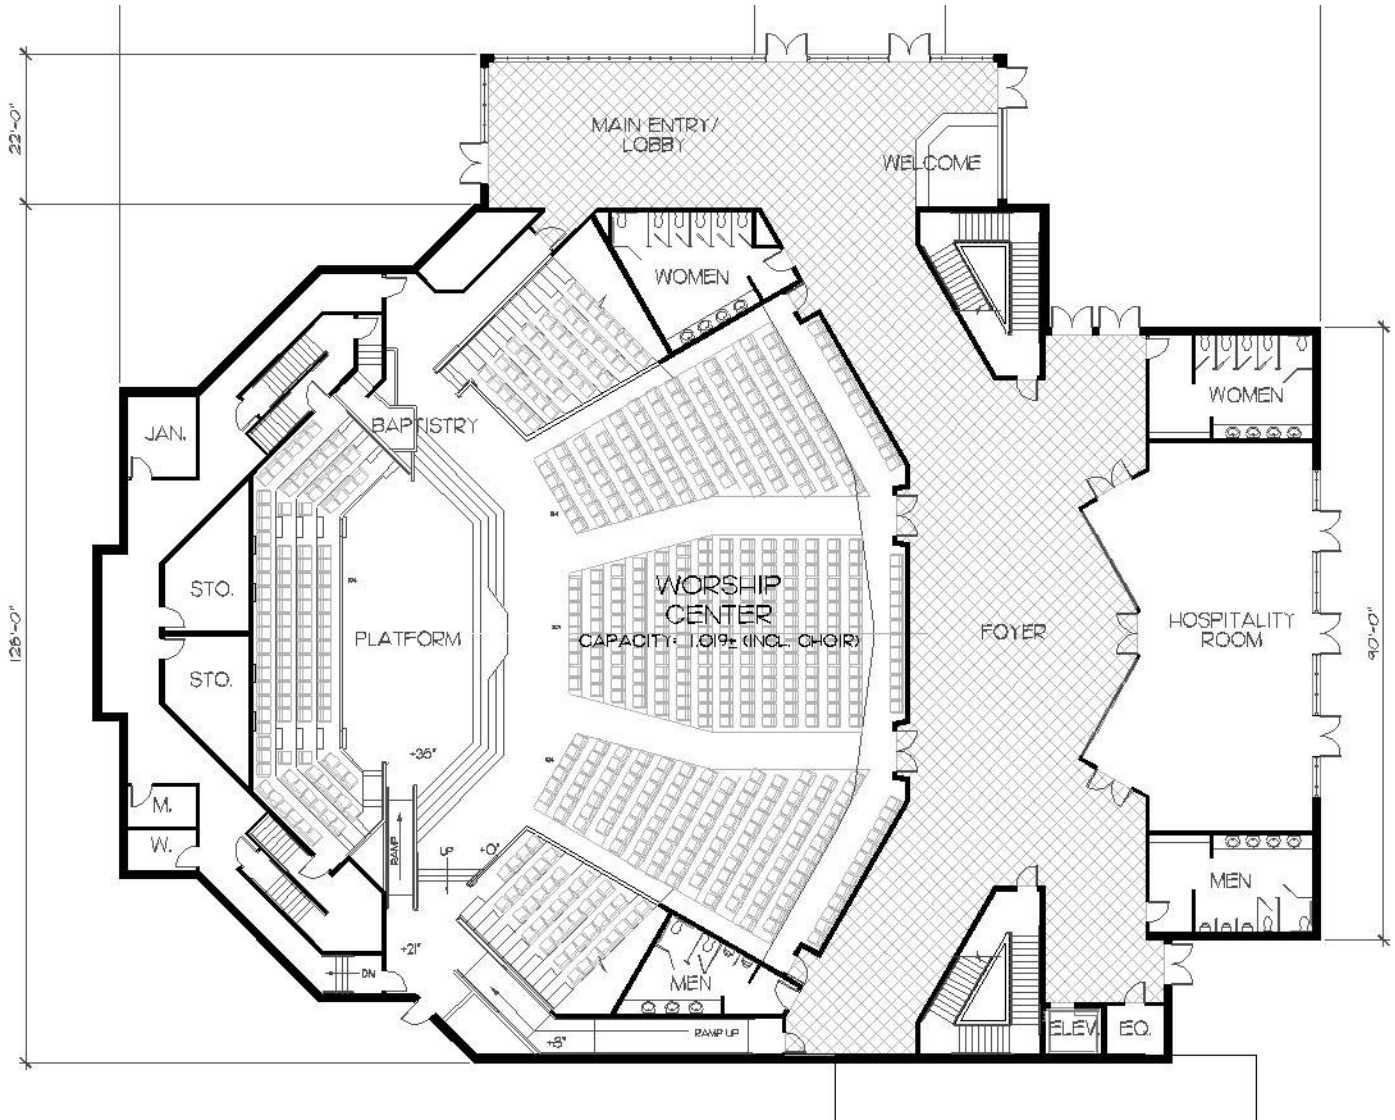 22'-0"
MAIN ENTRY/
LOBBY
WELCOME
WOMEN
WOMEN
JAN.
BAPTISTRY
STO.
WORSHIP
CENTER
CAPACITY: 1,019± (INCL. CHOIR)
PLATFORM
FOYER
HOSPITALITY
ROOM
128'-0"
90'-0"
STO.
+36"
M.
W.
RAMP
UP
+0"
MEN
+21"
DN
MEN
RAMP UP
+8"
ELEV.
EQ.